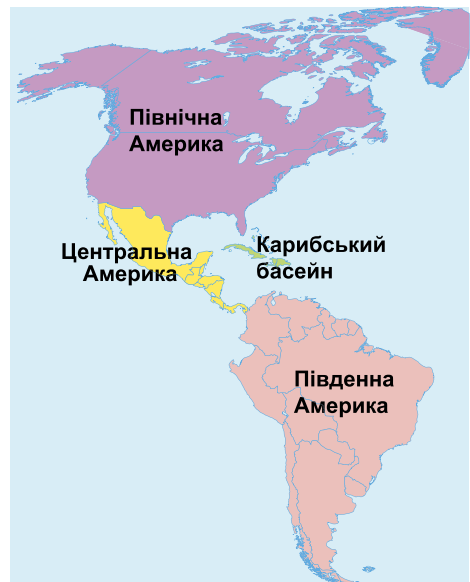 Північна
Америка
Центральна
Америка
Карибський
басейн
Південна
Америка